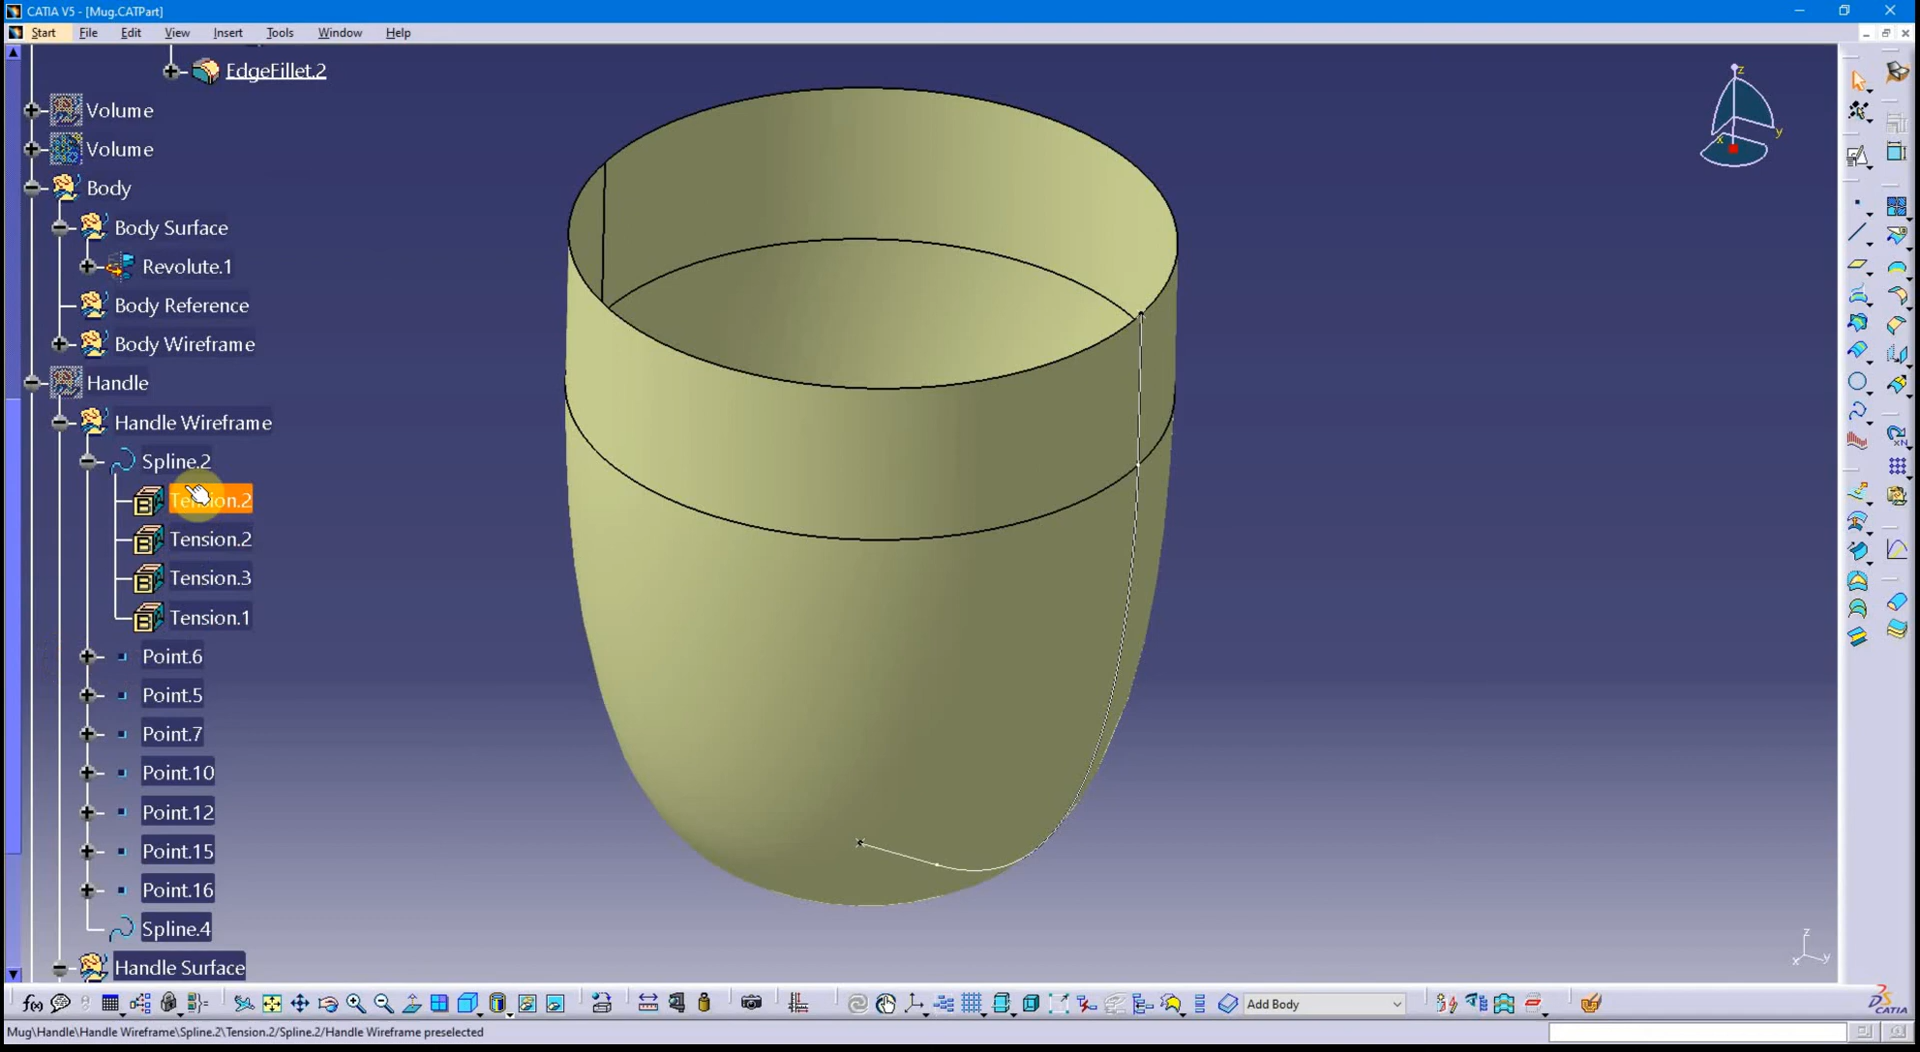 CATIA V5 - [Mug.CATPart]
Start File Edit View Insert Tools Window Help
EdgeFillet.2
Volume
Volume
Body
Body Surface
Revolute.1
Body Reference
Body Wireframe
Handle
Handle Wireframe
Spline.2
Tension.2
Tension.2
Tension.3
Tension.1
Point.6
Point.5
Point.7
Point.10
Point.12
Point.15
Point.16
Spline.4
Handle Surface
z
y
x
z
x y
f(x)
Add Body
CATIA
Mug\Handle\Handle Wireframe\Spline.2\Tension.2/Spline.2/Handle Wireframe preselected